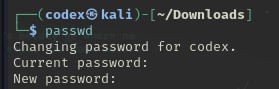 ┌──(codex㉿kali)-[~/Downloads]
└─$ passwd
Changing password for codex.
Current password:
New password: